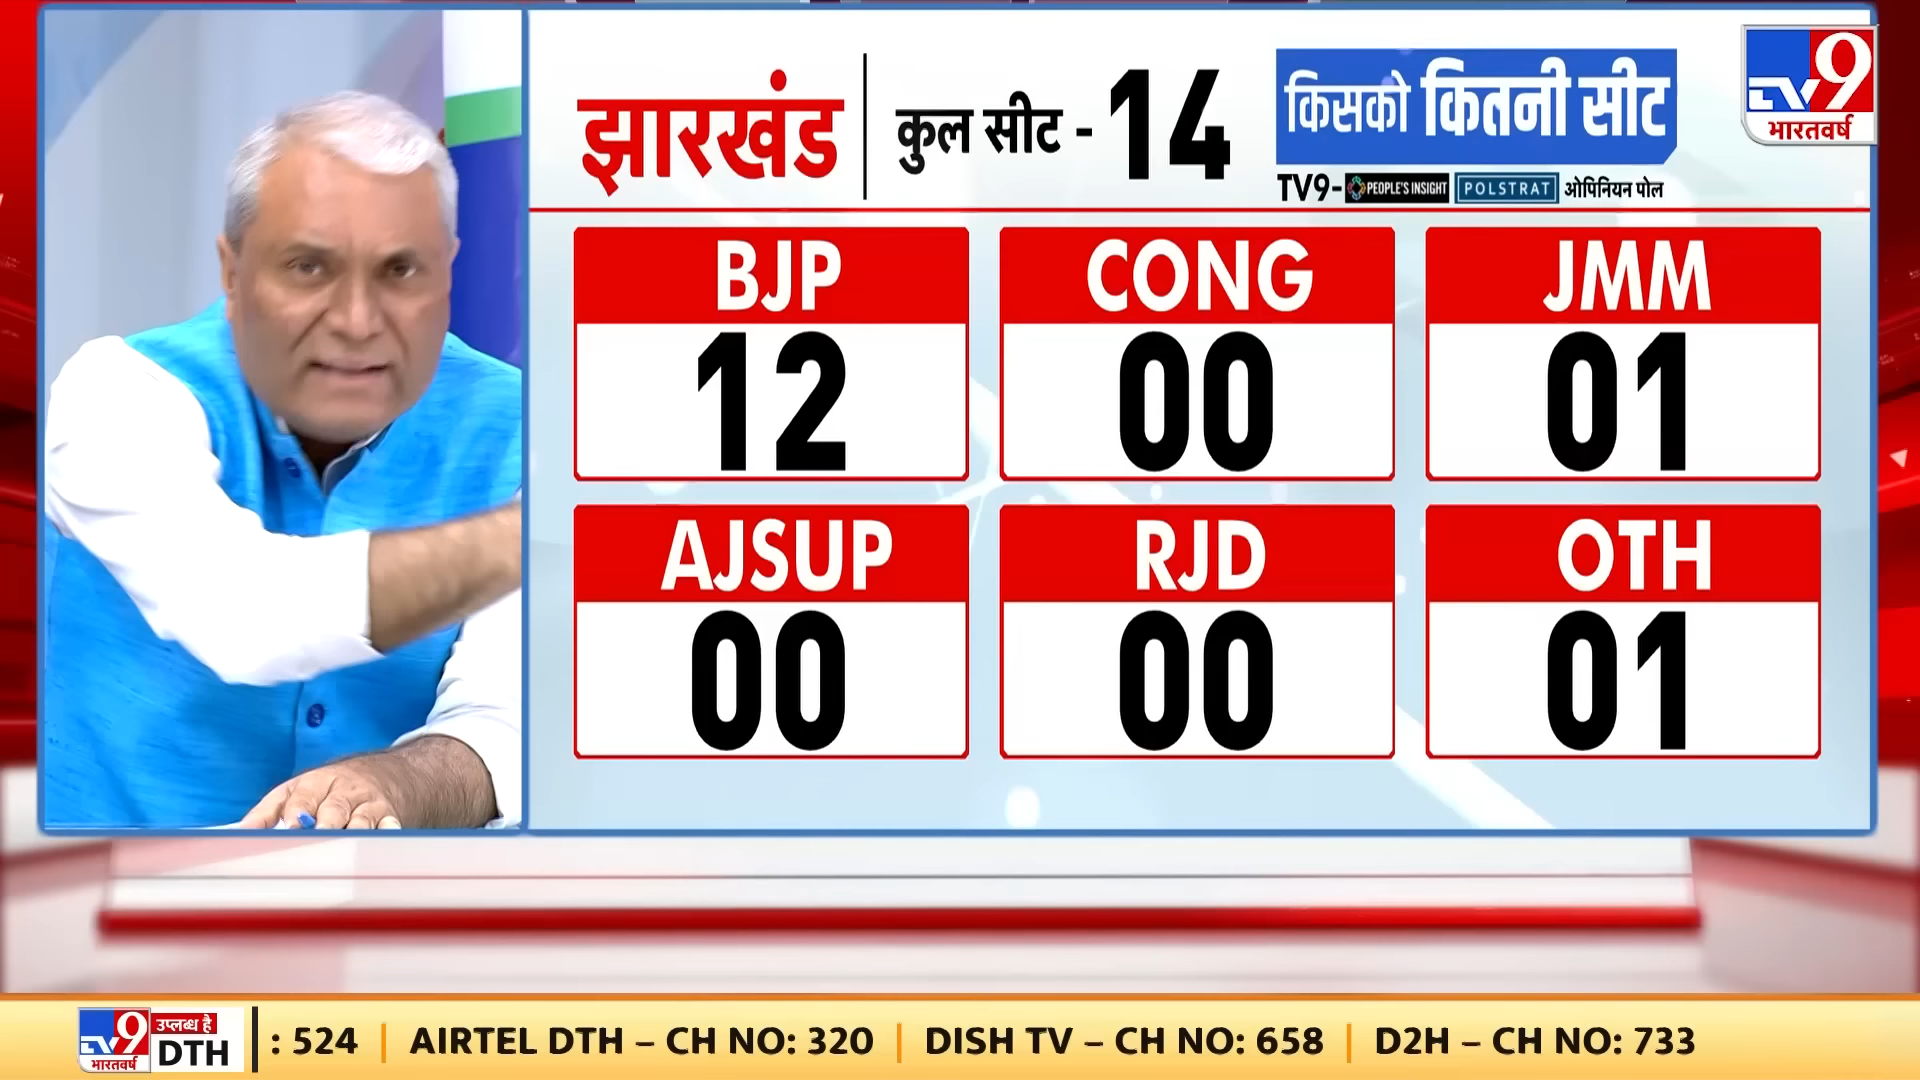 झारखंड
कुल सीट - 14
किसको कितनी सीट
TV9
भारतवर्ष
TV9- PEOPLE'S INSIGHT POLSTRAT ओपिनियन पोल
BJP CONG JMM
12 00 01
AJSUP RJD OTH
00 00 01
TV9 भारतवर्ष उपलब्ध है DTH : 524 | AIRTEL DTH – CH NO: 320 | DISH TV – CH NO: 658 | D2H – CH NO: 733